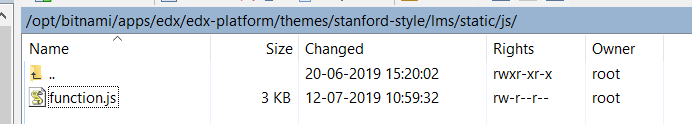 /opt/bitnami/apps/edx/edx-platform/themes/stanford-style/lms/static/js/
Name Size Changed Rights Owner
.. 20-06-2019 15:20:02 rwxr-xr-x root
function.js 3 KB 12-07-2019 10:59:32 rw-r--r-- root